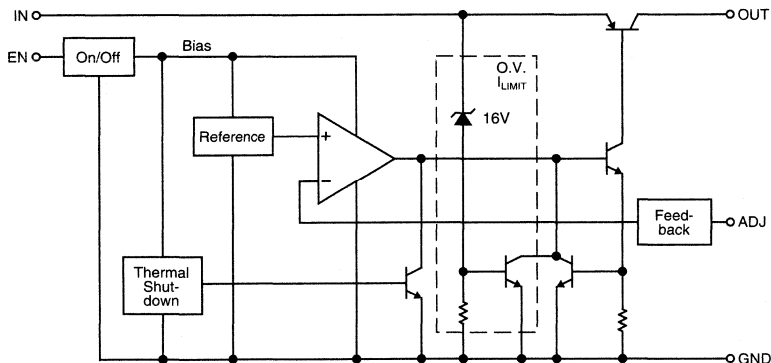 IN
OUT
EN
On/Off
Bias
O.V.
ILIMIT
16V
Reference
+
−
Feed-
back
ADJ
Thermal
Shut-
down
GND